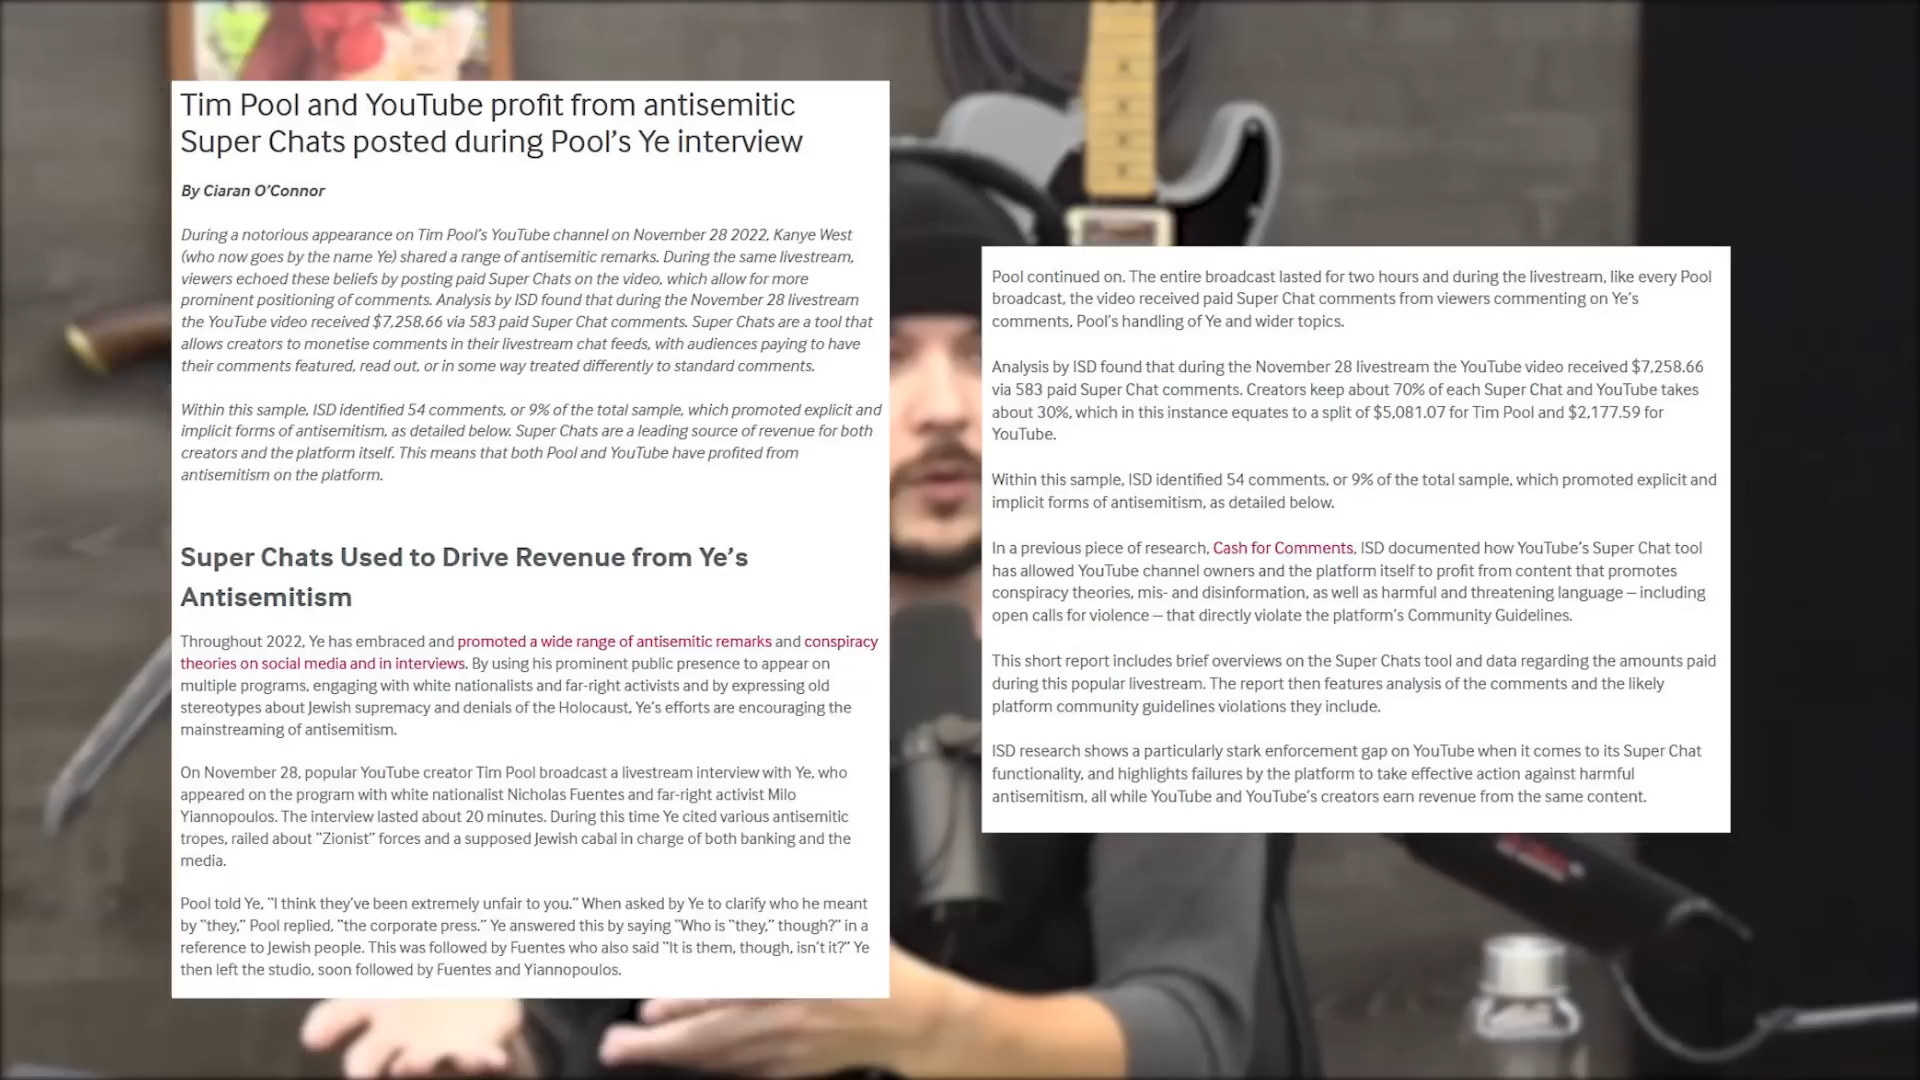 Tim Pool and YouTube profit from antisemitic
Super Chats posted during Pool’s Ye interview
By Ciaran O’Connor
During a notorious appearance on Tim Pool’s YouTube channel on November 28 2022, Kanye West
(who now goes by the name Ye) shared a range of antisemitic remarks. During the same livestream,
viewers echoed these beliefs by posting paid Super Chats on the video, which allow for more
prominent positioning of comments. Analysis by ISD found that during the November 28 livestream
the YouTube video received $7,258.66 via 583 paid Super Chat comments. Super Chats are a tool that
allows creators to monetise comments in their livestream chat feeds, with audiences paying to have
their comments featured, read out, or in some way treated differently to standard comments.
Within this sample, ISD identified 54 comments, or 9% of the total sample, which promoted explicit and
implicit forms of antisemitism, as detailed below. Super Chats are a leading source of revenue for both
creators and the platform itself. This means that both Pool and YouTube have profited from
antisemitism on the platform.
Super Chats Used to Drive Revenue from Ye’s
Antisemitism
Throughout 2022, Ye has embraced and promoted a wide range of antisemitic remarks and conspiracy
theories on social media and in interviews. By using his prominent public presence to appear on
multiple programs, engaging with white nationalists and far-right activists and by expressing old
stereotypes about Jewish supremacy and denials of the Holocaust, Ye’s efforts are encouraging the
mainstreaming of antisemitism.
On November 28, popular YouTube creator Tim Pool broadcast a livestream interview with Ye, who
appeared on the program with white nationalist Nicholas Fuentes and far-right activist Milo
Yiannopoulos. The interview lasted about 20 minutes. During this time Ye cited various antisemitic
tropes, railed about “Zionist” forces and a supposed Jewish cabal in charge of both banking and the
media.
Pool told Ye, “I think they’ve been extremely unfair to you.” When asked by Ye to clarify who he meant
by “they,” Pool replied, “the corporate press.” Ye answered this by saying “Who is “they,” though?” in a
reference to Jewish people. This was followed by Fuentes who also said “It is them, though, isn’t it?” Ye
then left the studio, soon followed by Fuentes and Yiannopoulos.
Pool continued on. The entire broadcast lasted for two hours and during the livestream, like every Pool
broadcast, the video received paid Super Chat comments from viewers commenting on Ye’s
comments, Pool’s handling of Ye and wider topics.
Analysis by ISD found that during the November 28 livestream the YouTube video received $7,258.66
via 583 paid Super Chat comments. Creators keep about 70% of each Super Chat and YouTube takes
about 30%, which in this instance equates to a split of $5,081.07 for Tim Pool and $2,177.59 for
YouTube.
Within this sample, ISD identified 54 comments, or 9% of the total sample, which promoted explicit and
implicit forms of antisemitism, as detailed below.
In a previous piece of research, Cash for Comments, ISD documented how YouTube’s Super Chat tool
has allowed YouTube channel owners and the platform itself to profit from content that promotes
conspiracy theories, mis- and disinformation, as well as harmful and threatening language – including
open calls for violence – that directly violate the platform’s Community Guidelines.
This short report includes brief overviews on the Super Chats tool and data regarding the amounts paid
during this popular livestream. The report then features analysis of the comments and the likely
platform community guidelines violations they include.
ISD research shows a particularly stark enforcement gap on YouTube when it comes to its Super Chat
functionality, and highlights failures by the platform to take effective action against harmful
antisemitism, all while YouTube and YouTube’s creators earn revenue from the same content.